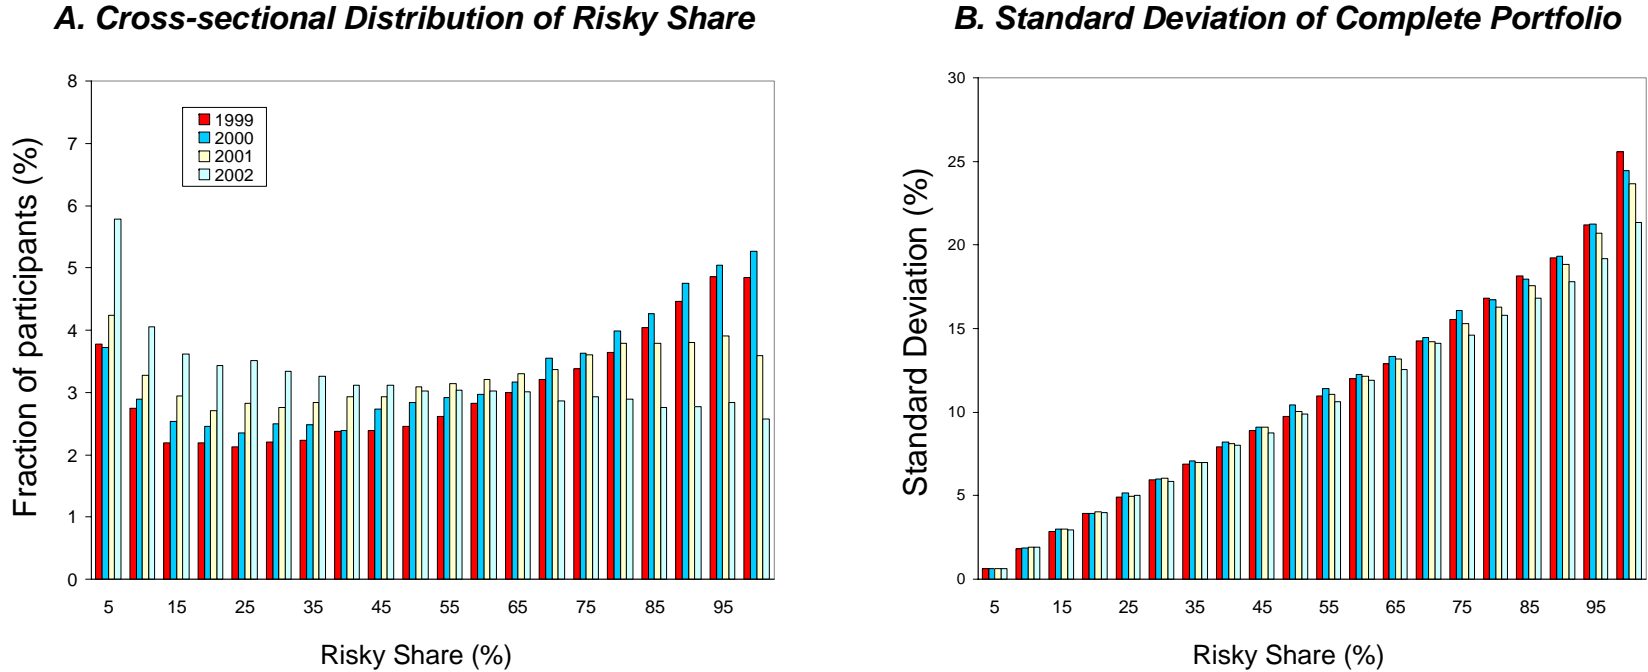 A. Cross-sectional Distribution of Risky Share
8
7
6
5
4
3
2
1
0
Fraction of participants (%)
1999
2000
2001
2002
5 15 25 35 45 55 65 75 85 95
Risky Share (%)
B. Standard Deviation of Complete Portfolio
30
25
20
15
10
5
0
Standard Deviation (%)
5 15 25 35 45 55 65 75 85 95
Risky Share (%)